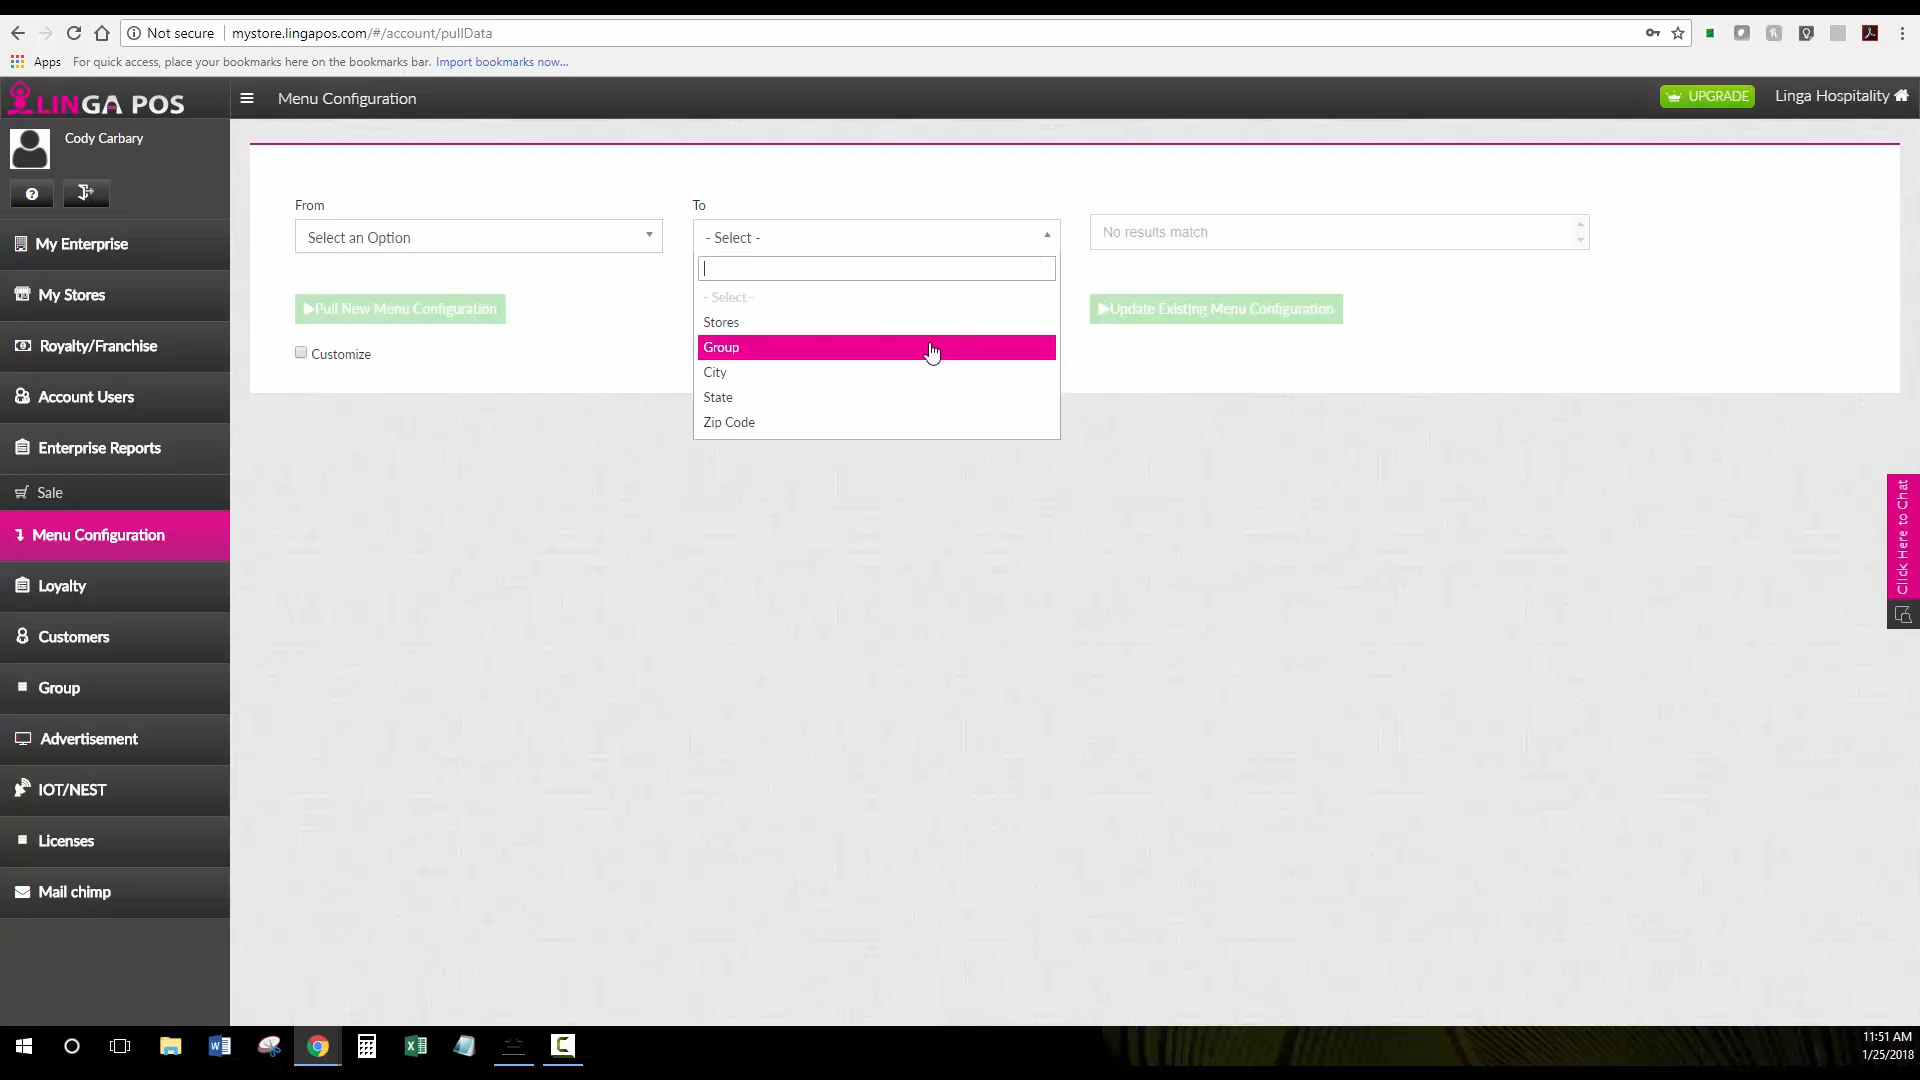 Not secure mystore.lingapos.com/#/account/pullData
Apps For quick access, place your bookmarks here on the bookmarks bar. Import bookmarks now...
LINGA POS
Menu Configuration
UPGRADE
Linga Hospitality
Cody Carbary
My Enterprise
My Stores
Royalty/Franchise
Account Users
Enterprise Reports
Sale
Menu Configuration
Loyalty
Customers
Group
Advertisement
IOT/NEST
Licenses
Mail chimp
From
Select an Option
Pull New Menu Configuration
Customize
To
- Select -
- Select -
Stores
Group
City
State
Zip Code
No results match
Update Existing Menu Configuration
Click Here to Chat
11:51 AM
1/25/2018